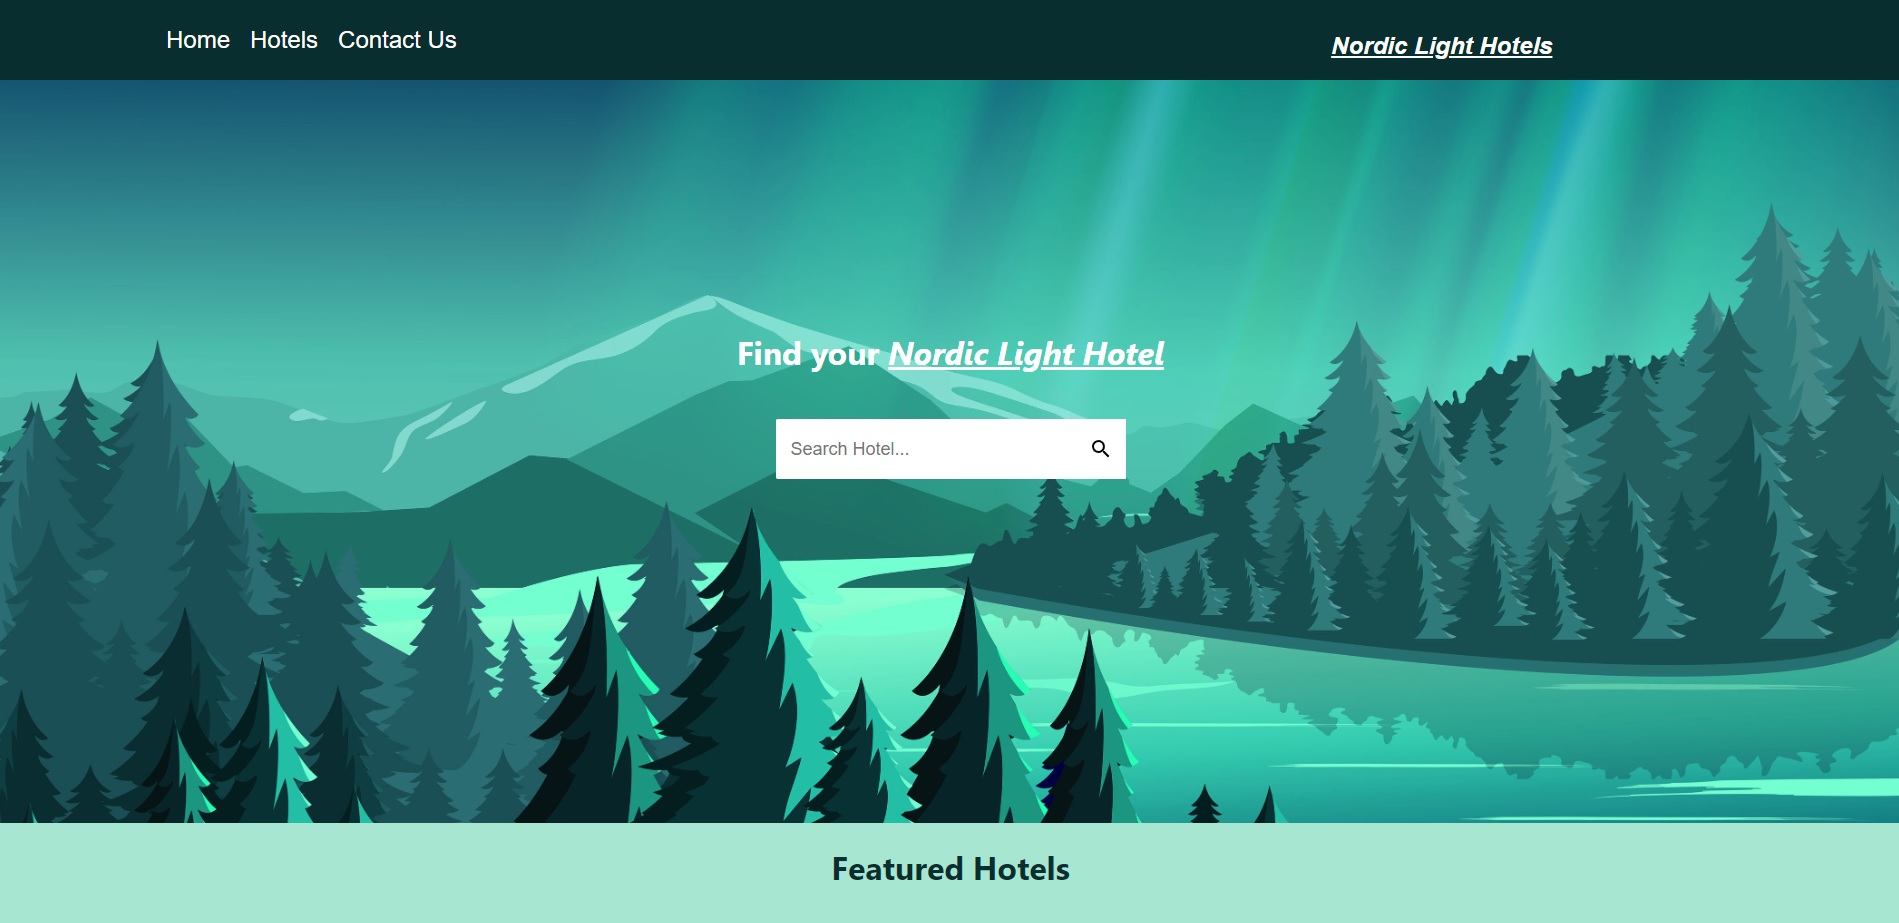 Home Hotels Contact Us
Nordic Light Hotels
Find your Nordic Light Hotel
Search Hotel...
Featured Hotels